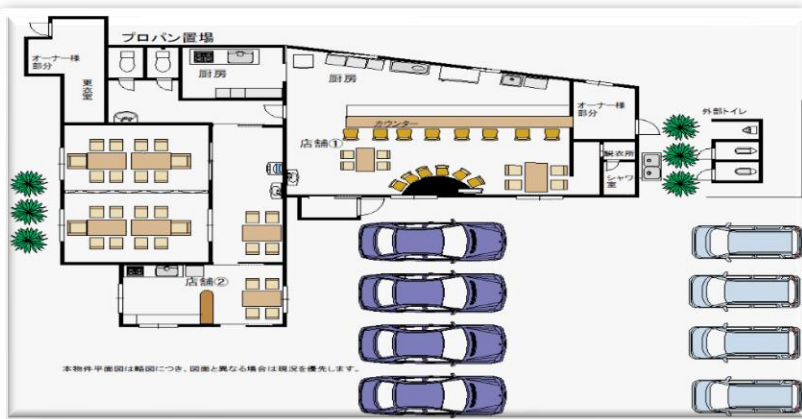 プロパン置場
オーナー様
部分
更衣室
厨房
厨房
カウンター
オーナー様
部分
外部トイレ
店舗①
脱衣所
シャワ
室
店舗②
本物件平面図は略図につき、図面と異なる場合は現況を優先します。